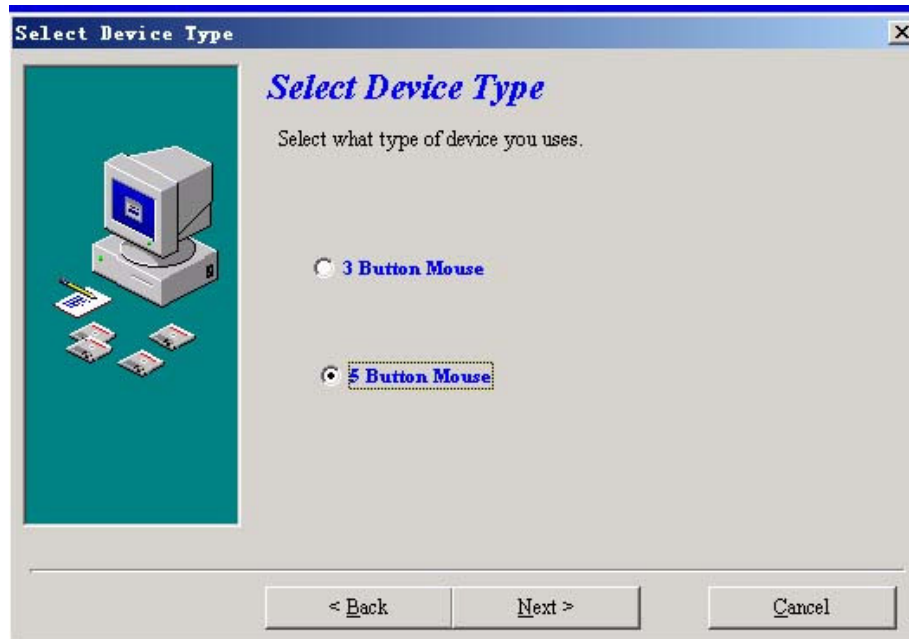 Select Device Type
Select Device Type
Select what type of device you uses.
3 Button Mouse
5 Button Mouse
< Back
Next >
Cancel